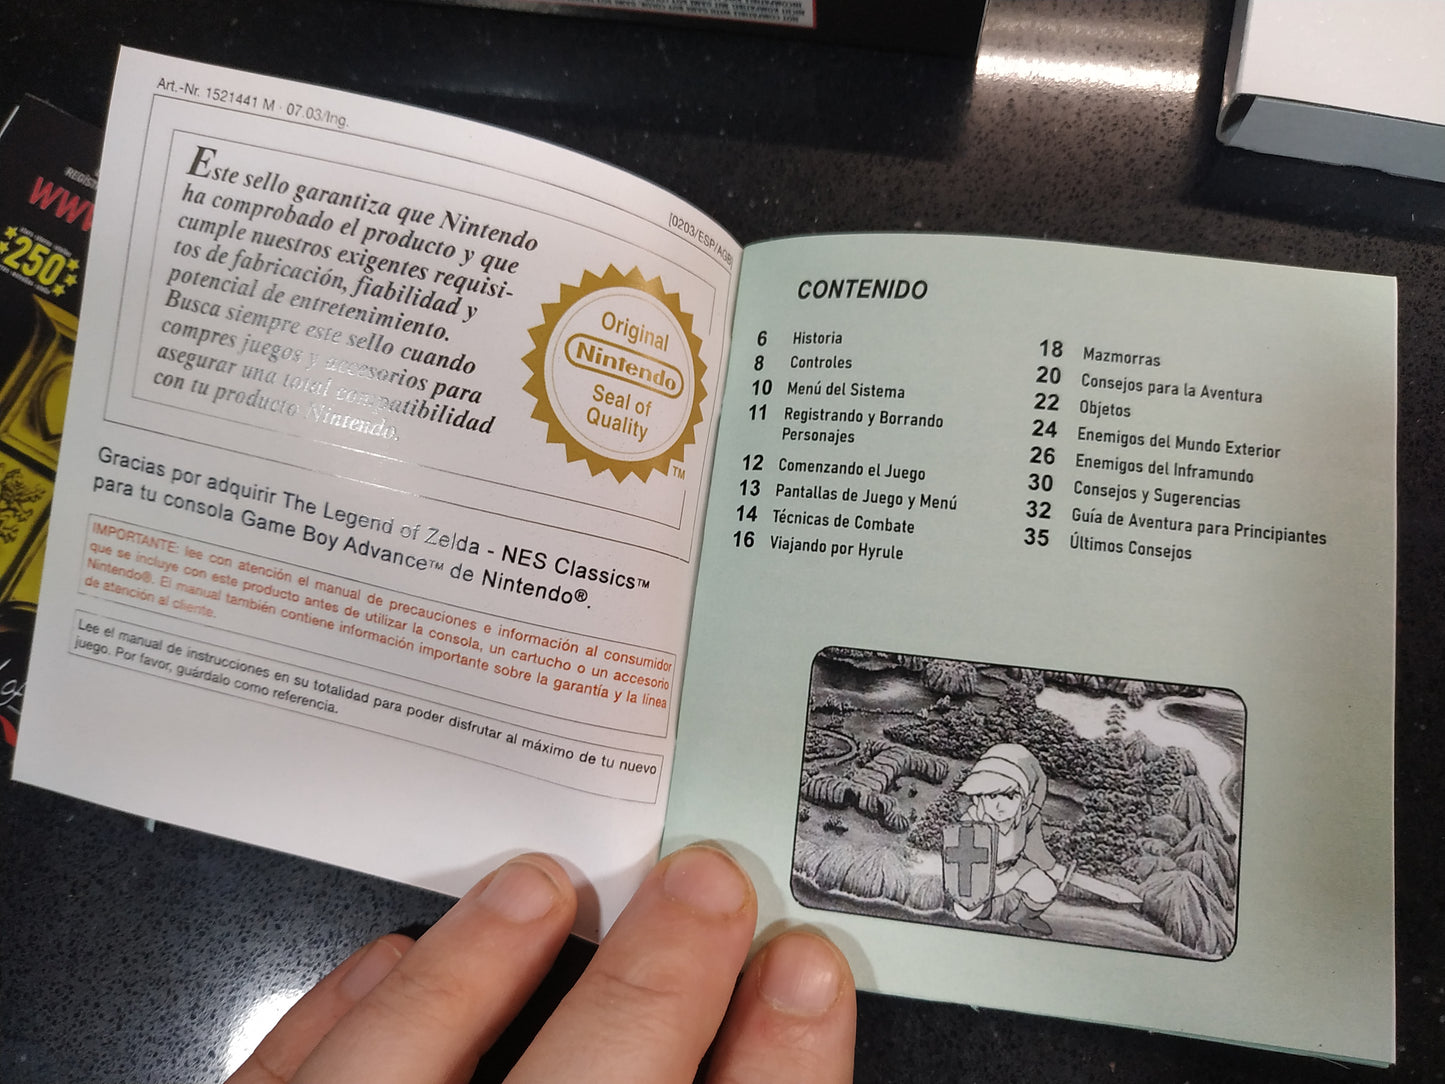 Art.-Nr. 1521441 M · 07.03/Ing.
Este sello garantiza que Nintendo
ha comprobado el producto y que
cumple nuestros exigentes requisi-
tos de fabricación, fiabilidad y
potencial de entretenimiento.
Busca siempre este sello cuando
compres juegos y accesorios para
asegurar una total compatibilidad
con tu producto Nintendo.
[0203/ESP/AGB]
Original
Nintendo
Seal of
Quality
TM
Gracias por adquirir The Legend of Zelda - NES Classics™
para tu consola Game Boy Advance™ de Nintendo®.
IMPORTANTE: lee con atención el manual de precauciones e información al consumidor
que se incluye con este producto antes de utilizar la consola, un cartucho o un accesorio
Nintendo®. El manual también contiene información importante sobre la garantía y la línea
de atención al cliente.
Lee el manual de instrucciones en su totalidad para poder disfrutar al máximo de tu nuevo
juego. Por favor, guárdalo como referencia.
CONTENIDO
6 Historia
8 Controles
10 Menú del Sistema
11 Registrando y Borrando
Personajes
12 Comenzando el Juego
13 Pantallas de Juego y Menú
14 Técnicas de Combate
16 Viajando por Hyrule
18 Mazmorras
20 Consejos para la Aventura
22 Objetos
24 Enemigos del Mundo Exterior
26 Enemigos del Inframundo
30 Consejos y Sugerencias
32 Guía de Aventura para Principiantes
35 Últimos Consejos
250